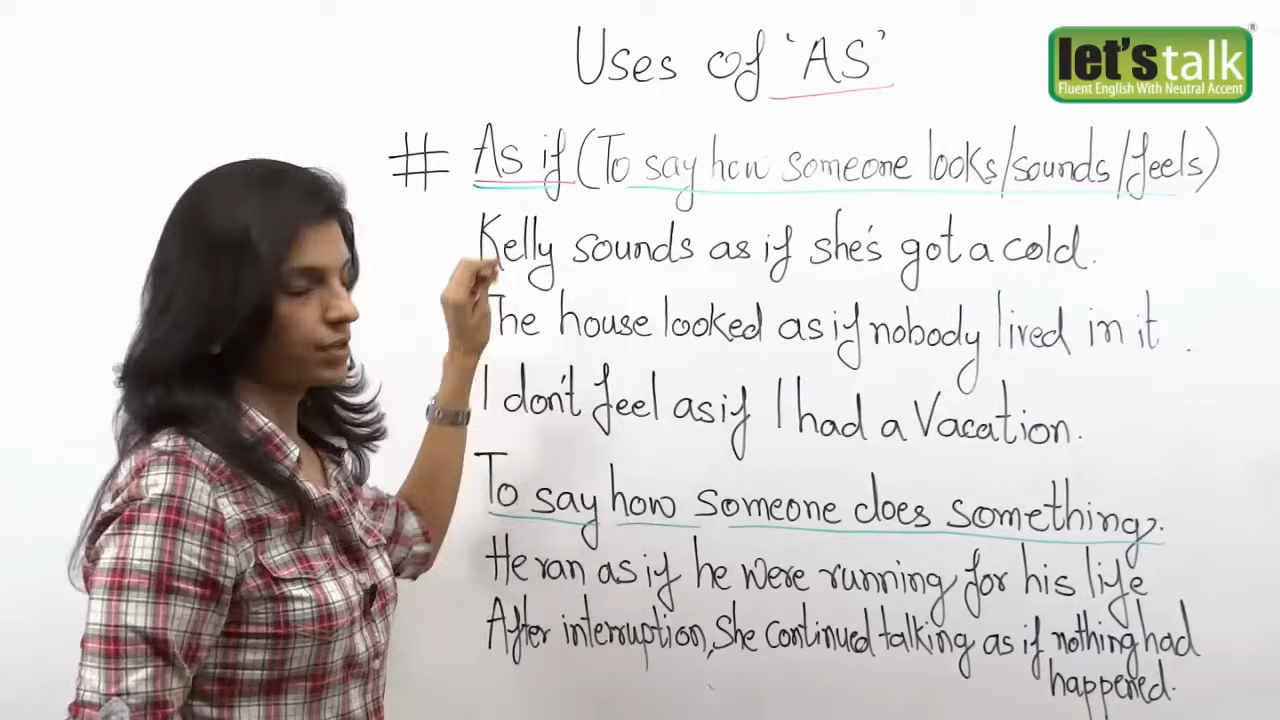 Uses of 'AS'
let's talk ®
Fluent English With Neutral Accent
# As if (To say how someone looks/sounds/feels)
Kelly sounds as if she's got a cold.
The house looked as if nobody lived in it.
I don't feel as if I had a Vacation.
To say how someone does something.
He ran as if he were running for his life
After interruption, She continued talking as if nothing had
happened.